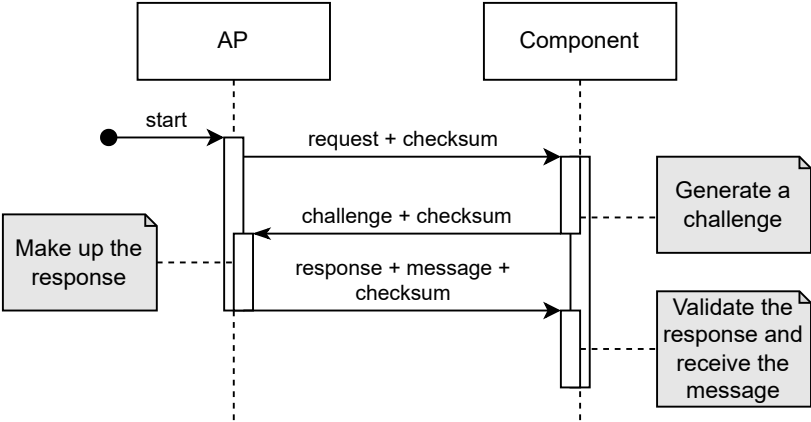 AP
Component
start
request + checksum
Generate a
challenge
challenge + checksum
Make up the
response
response + message +
checksum
Validate the
response and
receive the
message